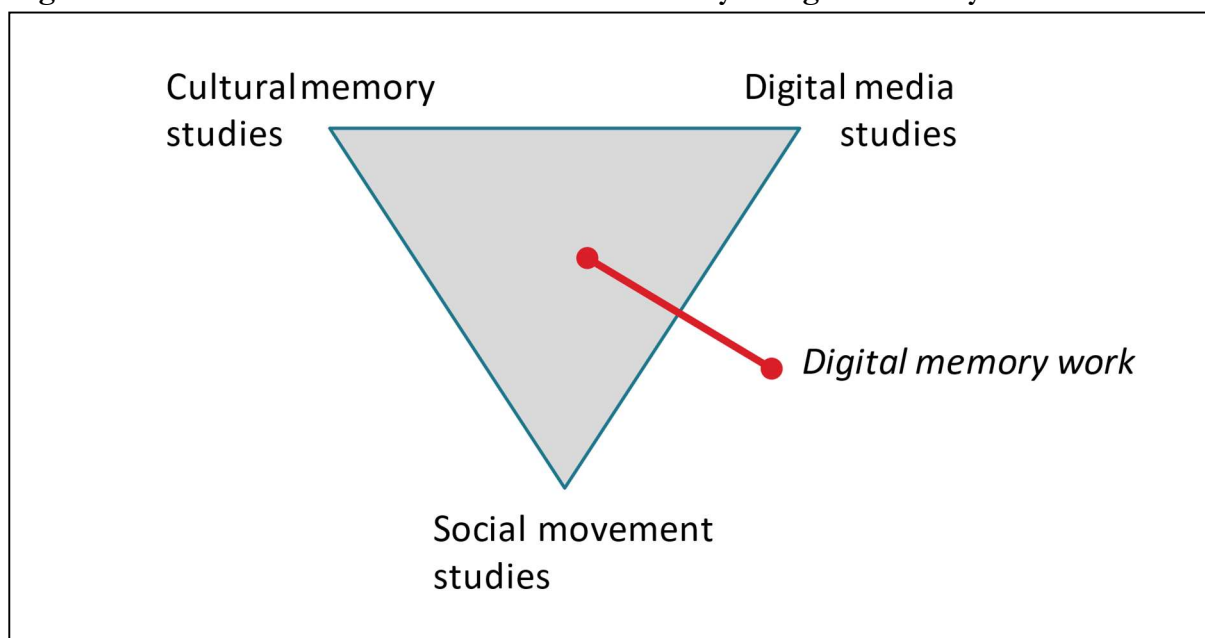 Cultural memory
studies
Digital media
studies
Digital memory work
Social movement
studies